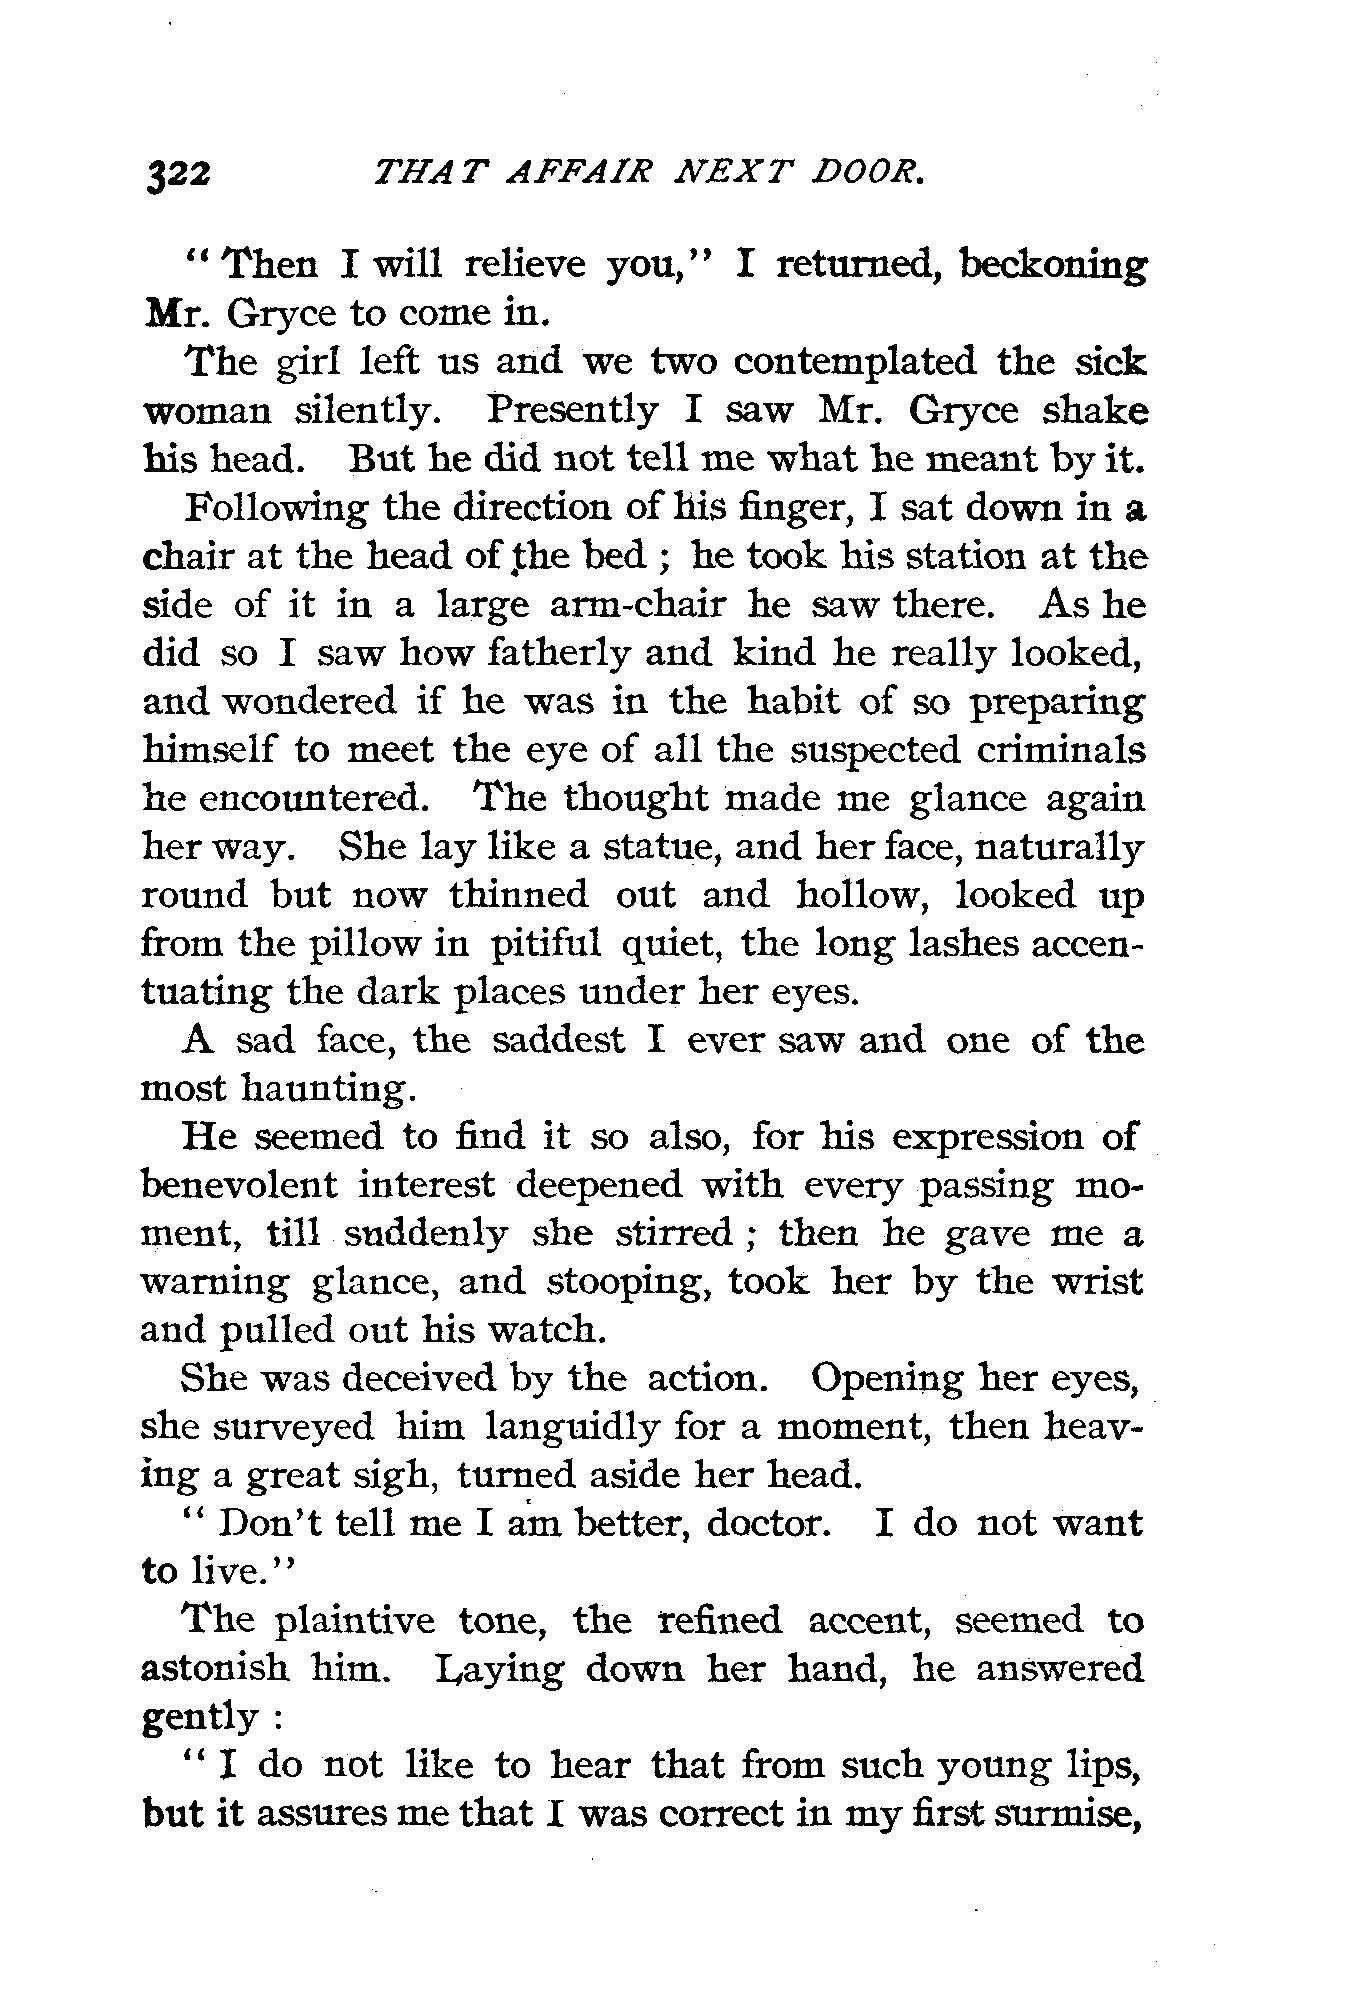 322 THAT AFFAIR NEXT DOOR.
“ Then I will relieve you,” I returned, beckoning
Mr. Gryce to come in.
The girl left us and we two contemplated the sick
woman silently. Presently I saw Mr. Gryce shake
his head. But he did not tell me what he meant by it.
Following the direction of his finger, I sat down in a
chair at the head of the bed ; he took his station at the
side of it in a large arm-chair he saw there. As he
did so I saw how fatherly and kind he really looked,
and wondered if he was in the habit of so preparing
himself to meet the eye of all the suspected criminals
he encountered. The thought made me glance again
her way. She lay like a statue, and her face, naturally
round but now thinned out and hollow, looked up
from the pillow in pitiful quiet, the long lashes accen-
tuating the dark places under her eyes.
A sad face, the saddest I ever saw and one of the
most haunting.
He seemed to find it so also, for his expression of
benevolent interest deepened with every passing mo-
ment, till suddenly she stirred ; then he gave me a
warning glance, and stooping, took her by the wrist
and pulled out his watch.
She was deceived by the action. Opening her eyes,
she surveyed him languidly for a moment, then heav-
ing a great sigh, turned aside her head.
“ Don't tell me I am better, doctor. I do not want
to live.”
The plaintive tone, the refined accent, seemed to
astonish him. Laying down her hand, he answered
gently :
“ I do not like to hear that from such young lips,
but it assures me that I was correct in my first surmise,